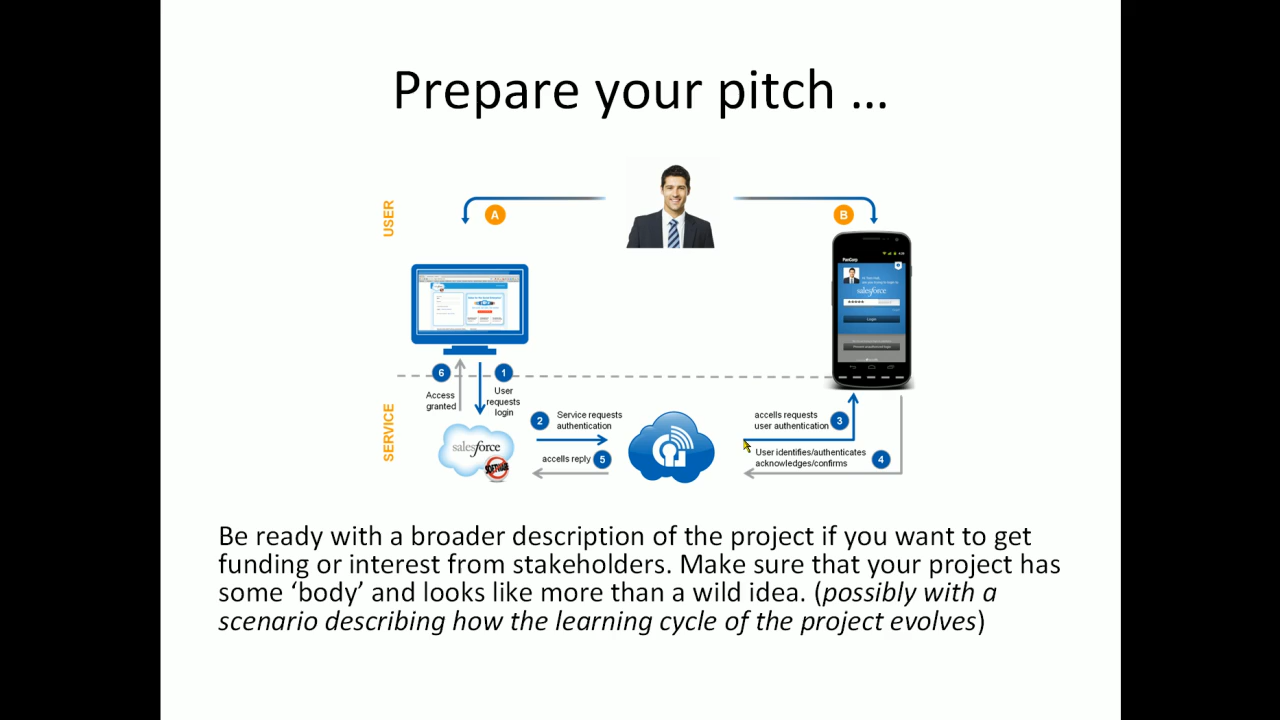 Prepare your pitch ...
USER
A
B
PanCorp
salesforce
Login
6
1
Access
granted
User
requests
login
SERVICE
salesforce
SOFTWARE
2
Service requests
authentication
accells reply
5
accells requests
user authentication
3
User identifies/authenticates
acknowledges/confirms
4
Be ready with a broader description of the project if you want to get
funding or interest from stakeholders. Make sure that your project has
some ‘body’ and looks like more than a wild idea. (possibly with a
scenario describing how the learning cycle of the project evolves)